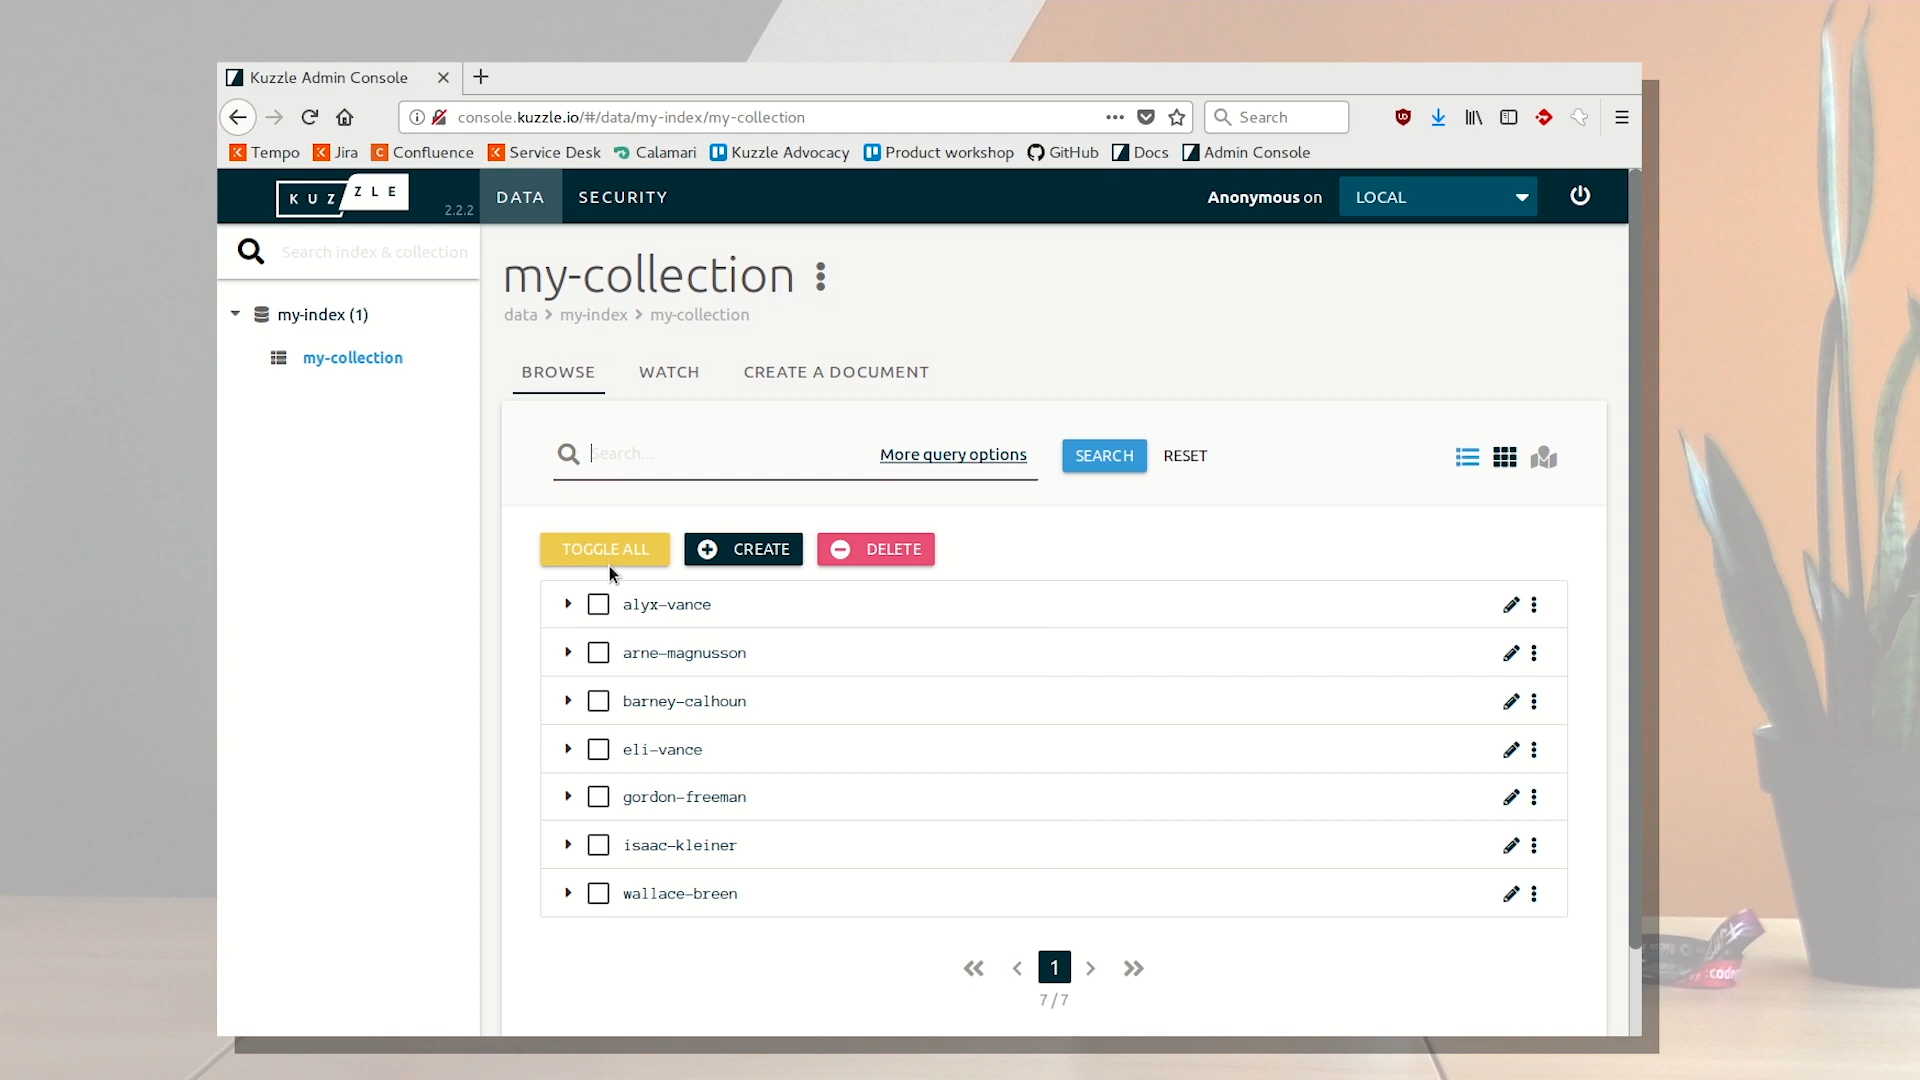 Kuzzle Admin Console
console.kuzzle.io/#/data/my-index/my-collection
Search
Tempo Jira Confluence Service Desk Calamari Kuzzle Advocacy Product workshop GitHub Docs Admin Console
KUZZLE 2.2.2 DATA SECURITY Anonymous on LOCAL
Search index & collection
my-index (1)
my-collection
my-collection
data > my-index > my-collection
BROWSE WATCH CREATE A DOCUMENT
Search... More query options SEARCH RESET
TOGGLE ALL CREATE DELETE
alyx-vance
arne-magnusson
barney-calhoun
eli-vance
gordon-freeman
isaac-kleiner
wallace-breen
1
7/7